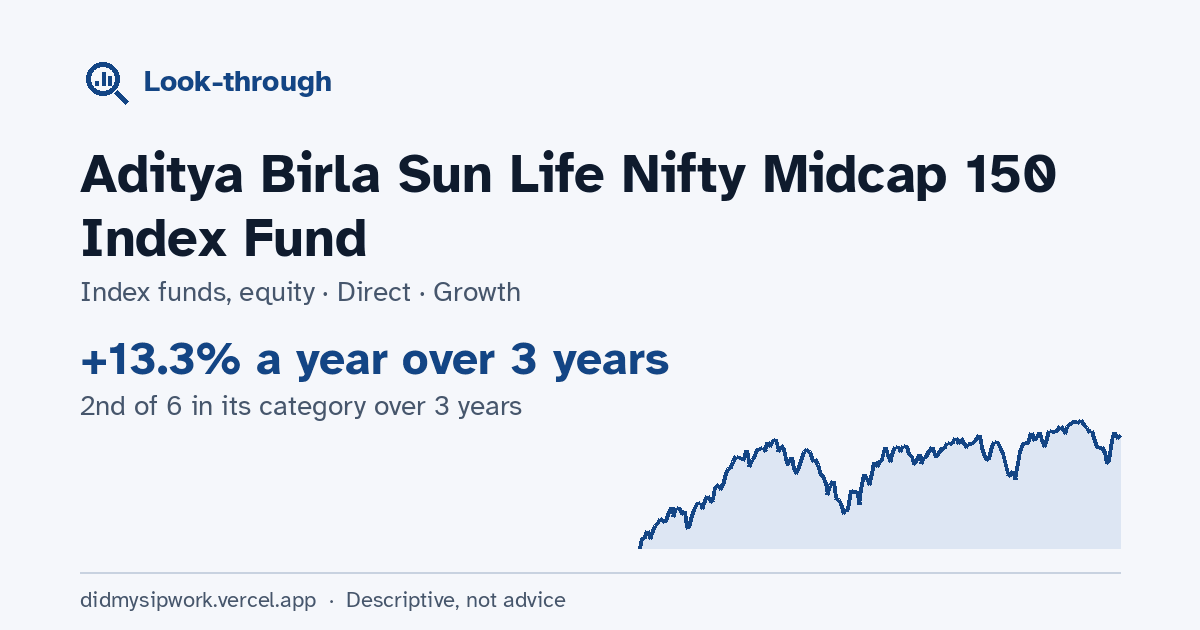 Look-through
Aditya Birla Sun Life Nifty Midcap 150
Index Fund
Index funds, equity · Direct · Growth
+13.3% a year over 3 years
2nd of 6 in its category over 3 years
didmysipwork.vercel.app · Descriptive, not advice